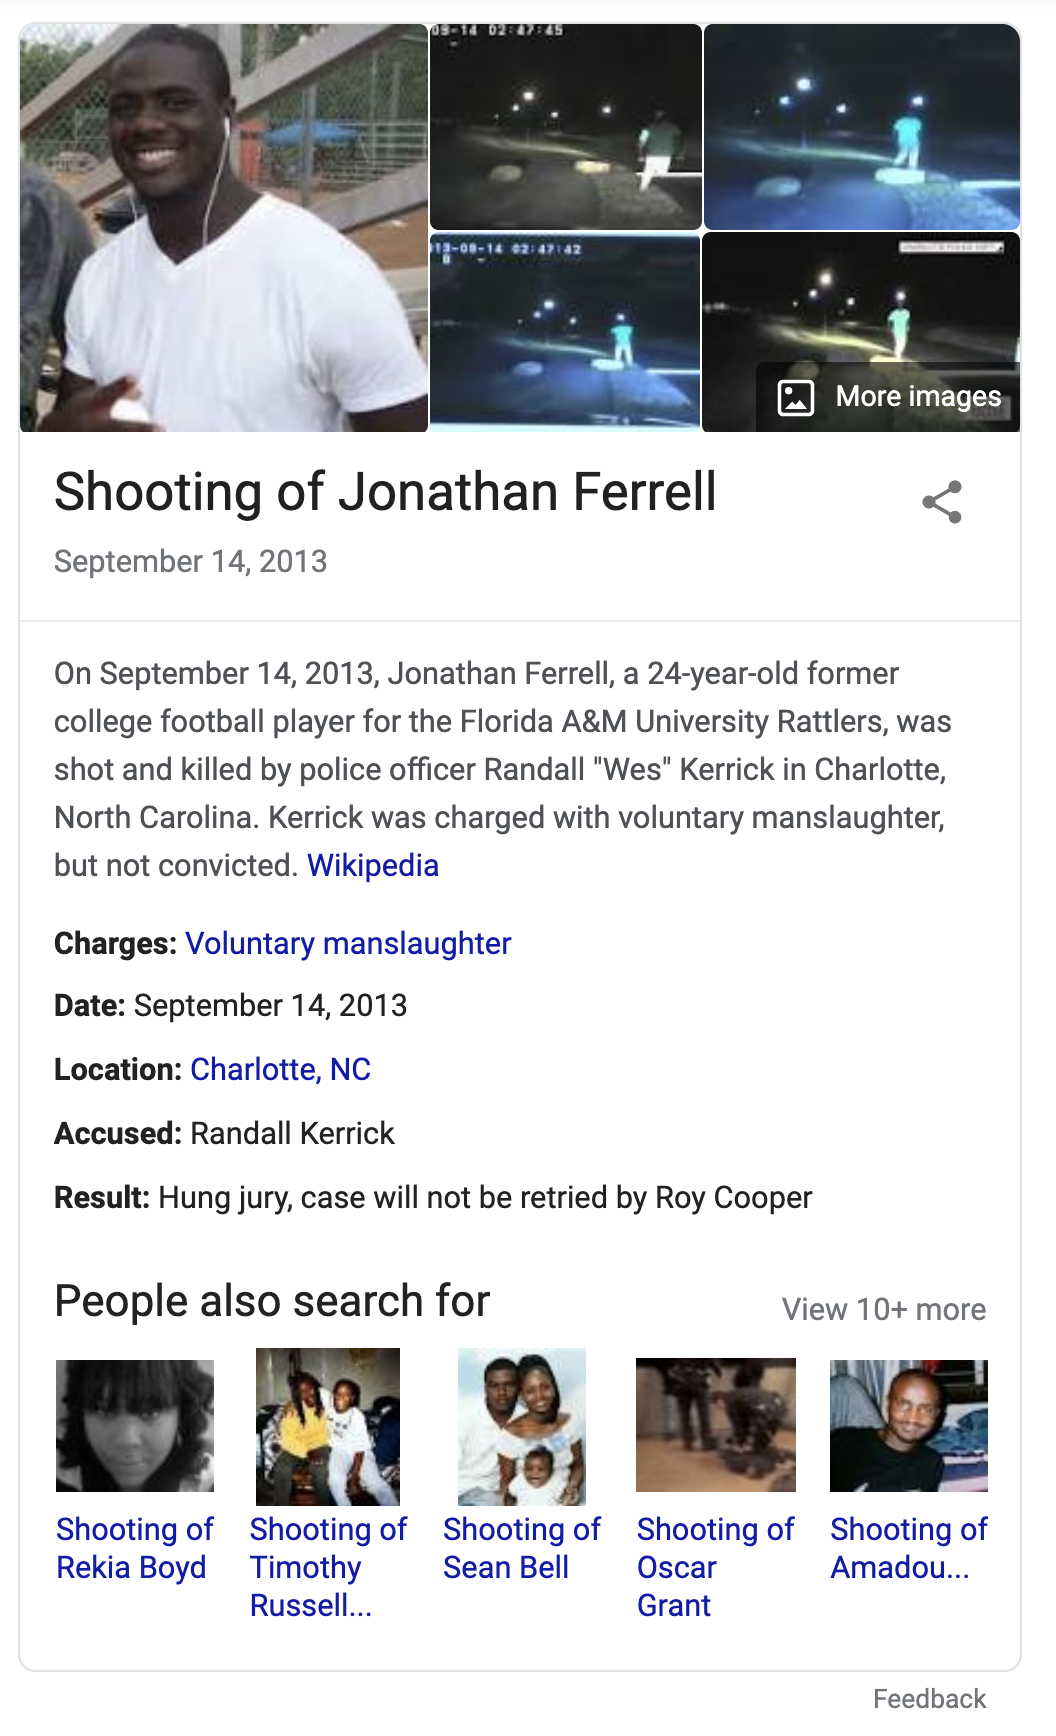 09-14 02:47:45
13-09-14 02:47:42
More images
Shooting of Jonathan Ferrell
September 14, 2013
On September 14, 2013, Jonathan Ferrell, a 24-year-old former
college football player for the Florida A&M University Rattlers, was
shot and killed by police officer Randall "Wes" Kerrick in Charlotte,
North Carolina. Kerrick was charged with voluntary manslaughter,
but not convicted. Wikipedia
Charges: Voluntary manslaughter
Date: September 14, 2013
Location: Charlotte, NC
Accused: Randall Kerrick
Result: Hung jury, case will not be retried by Roy Cooper
People also search for
View 10+ more
Shooting of
Rekia Boyd
Shooting of
Timothy
Russell...
Shooting of
Sean Bell
Shooting of
Oscar
Grant
Shooting of
Amadou...
Feedback